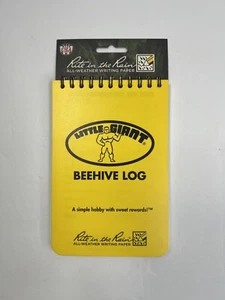 Rite in the Rain
ALL-WEATHER WRITING PAPER
LITTLE GIANT
BEEHIVE LOG
A simple hobby with sweet rewards!™
Rite in the Rain
ALL-WEATHER WRITING PAPER